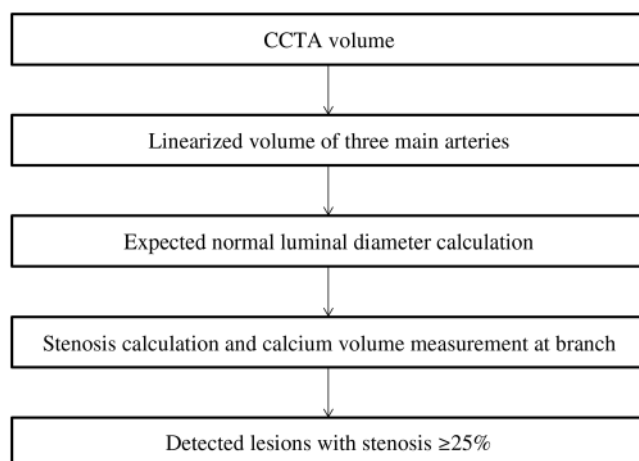 CCTA volume
Linearized volume of three main arteries
Expected normal luminal diameter calculation
Stenosis calculation and calcium volume measurement at branch
Detected lesions with stenosis ≥25%